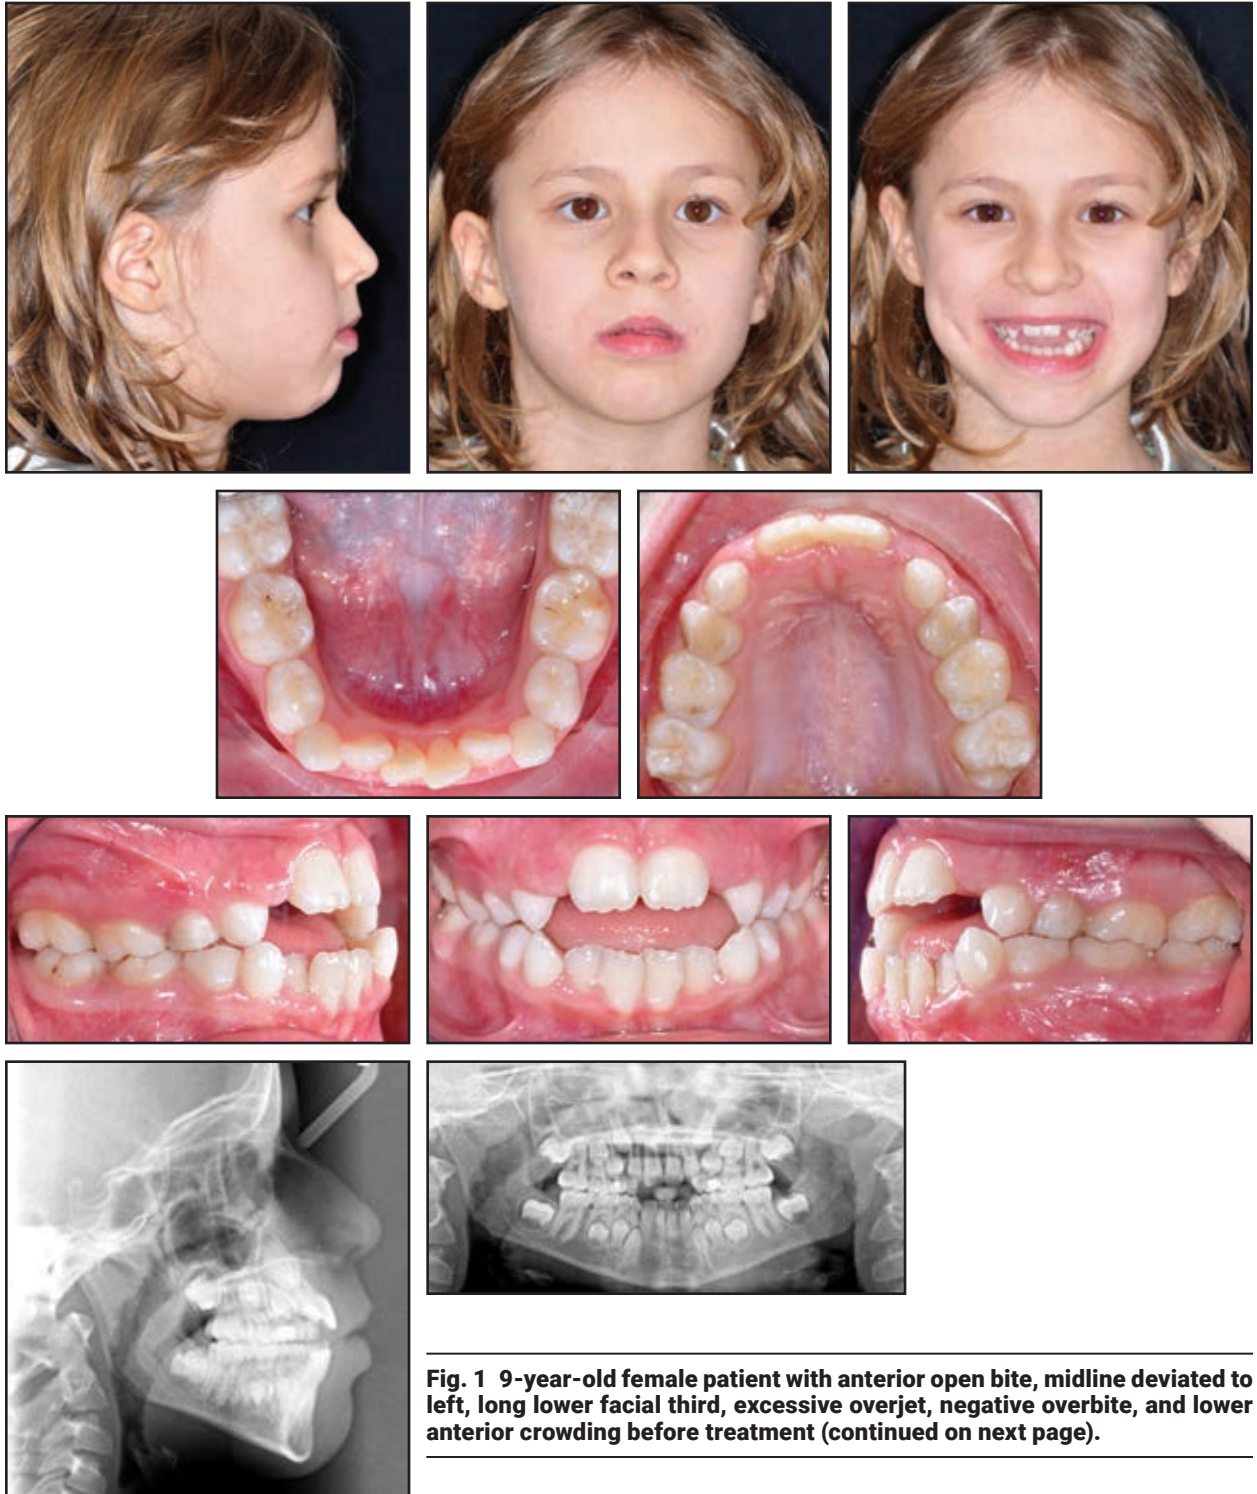 Fig. 1 9-year-old female patient with anterior open bite, midline deviated to
left, long lower facial third, excessive overjet, negative overbite, and lower
anterior crowding before treatment (continued on next page).